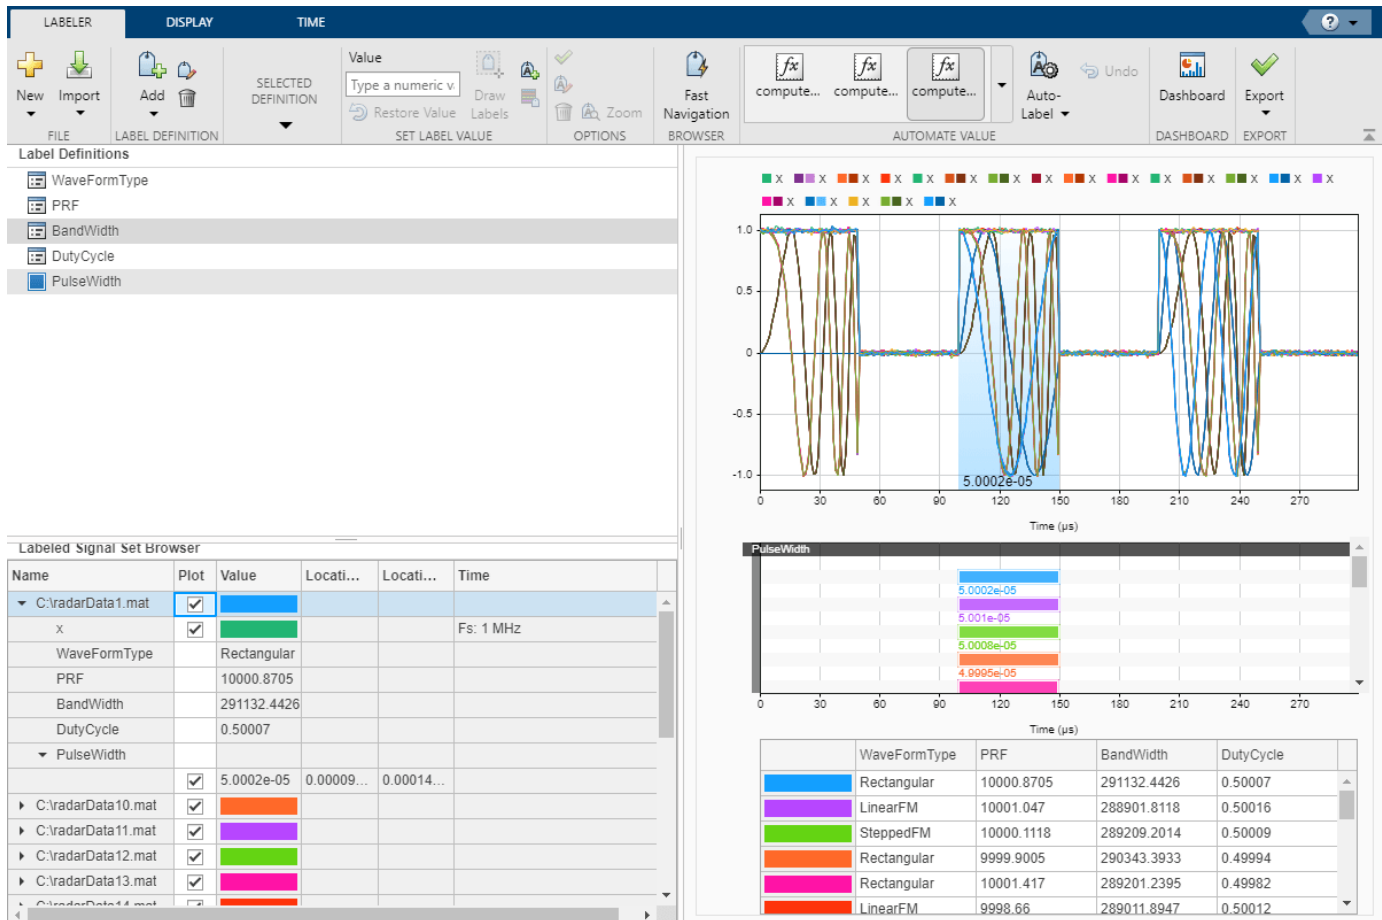 LABELER DISPLAY TIME ?
New Import Add SELECTED DEFINITION Value Type a numeric v Restore Value Draw Labels Zoom Fast Navigation compute... compute... compute... Auto-Label Undo Dashboard Export
FILE LABEL DEFINITION SET LABEL VALUE OPTIONS BROWSER AUTOMATE VALUE DASHBOARD EXPORT
Label Definitions
WaveFormType
PRF
BandWidth
DutyCycle
PulseWidth
Labeled Signal Set Browser
Name Plot Value Locati... Locati... Time
C:\radarData1.mat
x Fs: 1 MHz
WaveFormType Rectangular
PRF 10000.8705
BandWidth 291132.4426
DutyCycle 0.50007
PulseWidth
5.0002e-05 0.00009... 0.00014...
C:\radarData10.mat
C:\radarData11.mat
C:\radarData12.mat
C:\radarData13.mat
C:\radarData14.mat
x x x x x x x x x x x x x x x
x x x x x
1.0
0.5
0
-0.5
-1.0
5.0002e-05
0 30 60 90 120 150 180 210 240 270
Time (µs)
PulseWidth
5.0002e-05
5.001e-05
5.0008e-05
4.9995e-05
0 30 60 90 120 150 180 210 240 270
Time (µs)
WaveFormType PRF BandWidth DutyCycle
Rectangular 10000.8705 291132.4426 0.50007
LinearFM 10001.047 288901.8118 0.50016
SteppedFM 10000.1118 289209.2014 0.50009
Rectangular 9999.9005 290343.3933 0.49994
Rectangular 10001.417 289201.2395 0.49982
LinearFM 9998.66 289011.8947 0.50012